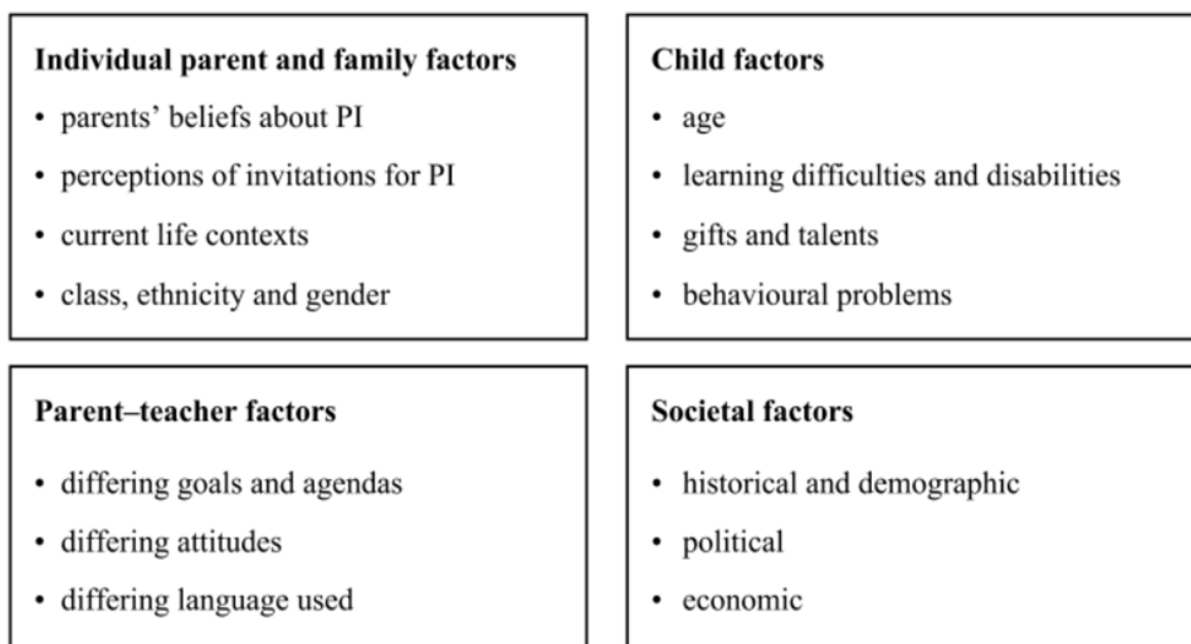 Individual parent and family factors
• parents’ beliefs about PI
• perceptions of invitations for PI
• current life contexts
• class, ethnicity and gender
Child factors
• age
• learning difficulties and disabilities
• gifts and talents
• behavioural problems
Parent–teacher factors
• differing goals and agendas
• differing attitudes
• differing language used
Societal factors
• historical and demographic
• political
• economic